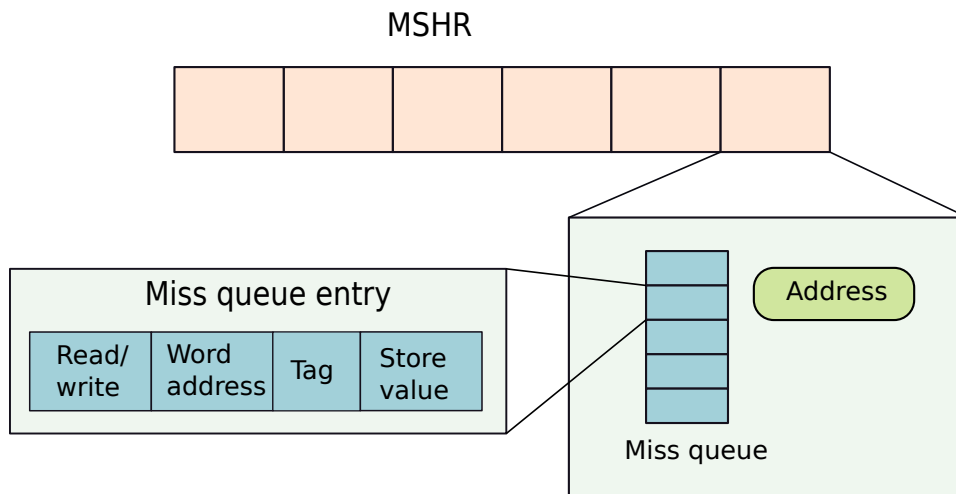 MSHR
Address
Miss queue entry
Read/
write
Word
address
Tag
Store
value
Miss queue